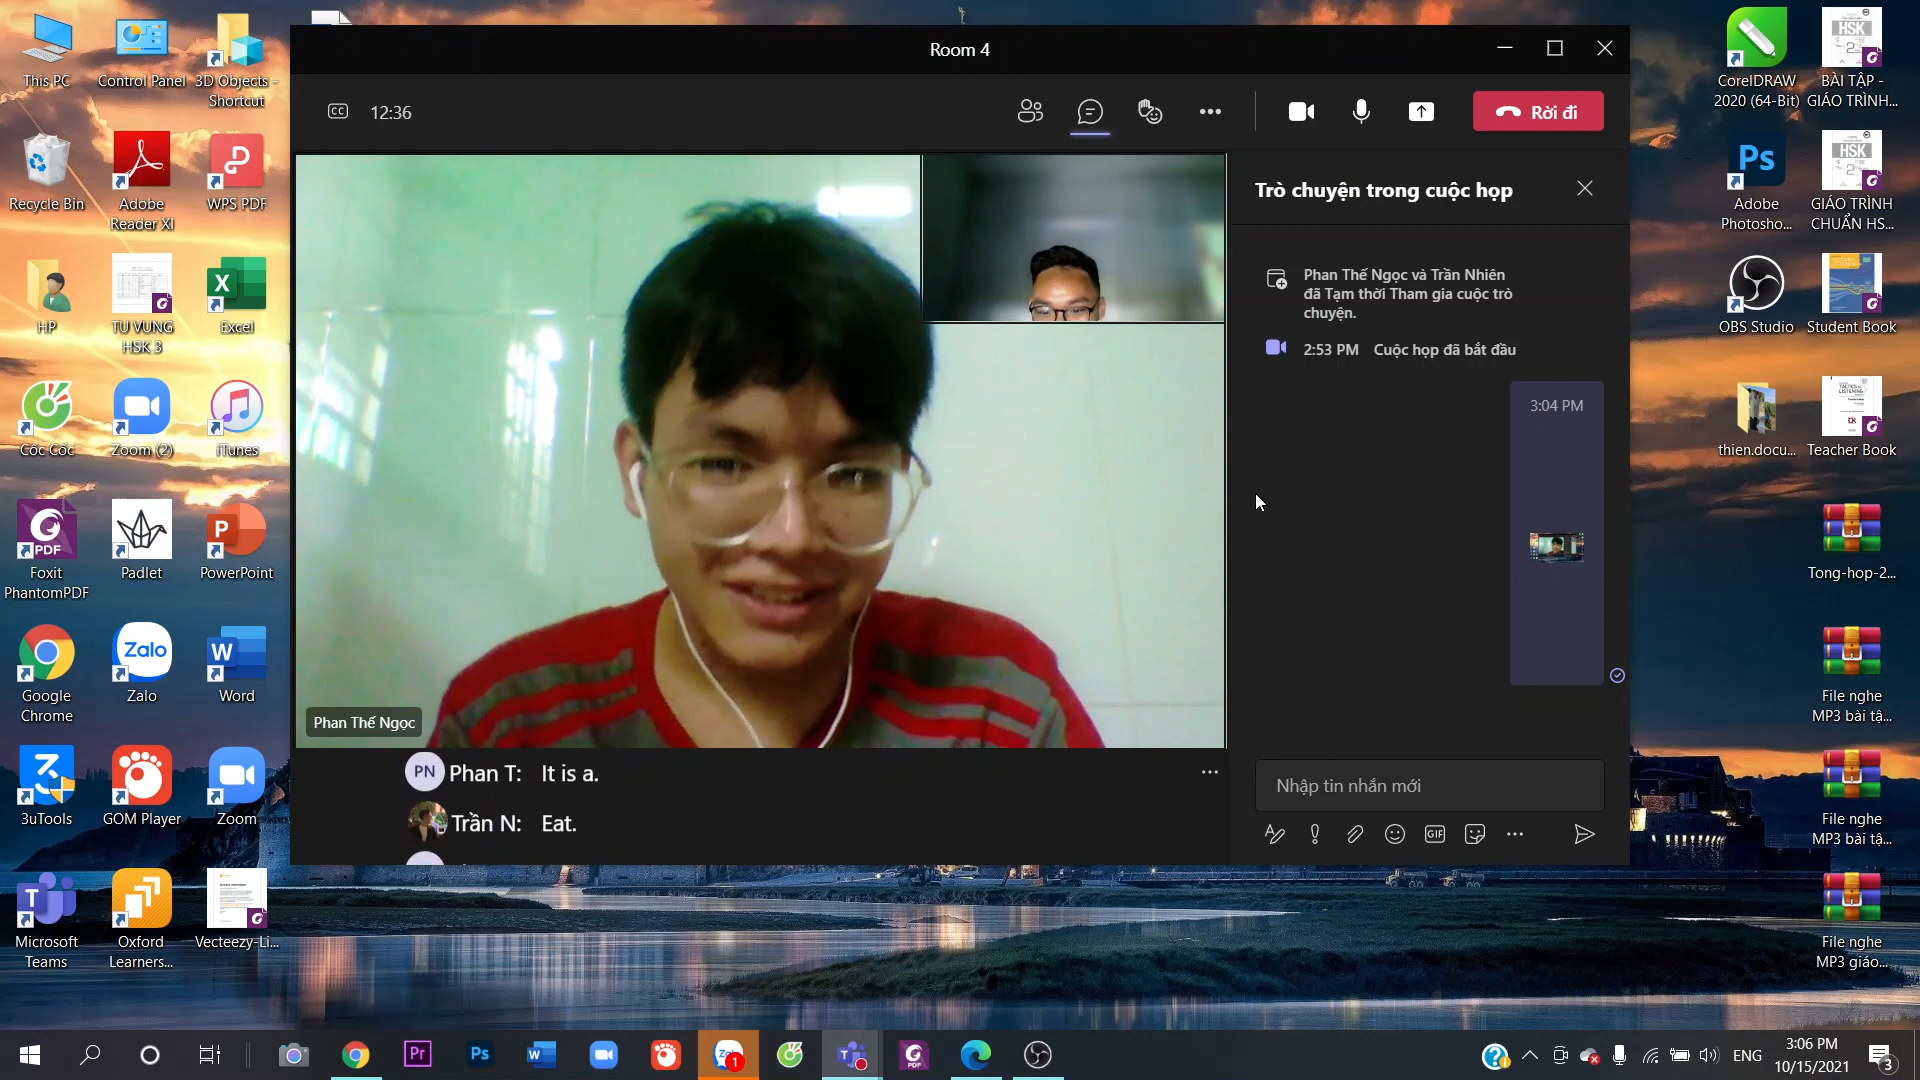 This PC
Control Panel
3D Objects -
Shortcut
Recycle Bin
Adobe
Reader XI
WPS PDF
HP
TU VUNG
HSK 3
Excel
Cốc Cốc
Zoom (2)
iTunes
Foxit
PhantomPDF
Padlet
PowerPoint
Google
Chrome
Zalo
Word
3uTools
GOM Player
Zoom
Microsoft
Teams
Oxford
Learners...
Vecteezy-Li...
Room 4
CC
12:36
Rời đi
Phan Thế Ngọc
PN
Phan T: It is a.
Trần N: Eat.
Trò chuyện trong cuộc họp
Phan Thế Ngọc và Trần Nhiên
đã Tạm thời Tham gia cuộc trò
chuyện.
2:53 PM Cuộc họp đã bắt đầu
3:04 PM
Nhập tin nhắn mới
GIF
CorelDRAW
2020 (64-Bit)
BÀI TẬP -
GIÁO TRÌNH...
Adobe
Photosho...
GIÁO TRÌNH
CHUẨN HS...
OBS Studio
Student Book
thien.docu...
Teacher Book
Tong-hop-2...
File nghe
MP3 bài tậ...
File nghe
MP3 bài tậ...
File nghe
MP3 giáo...
ENG
3:06 PM
10/15/2021
3